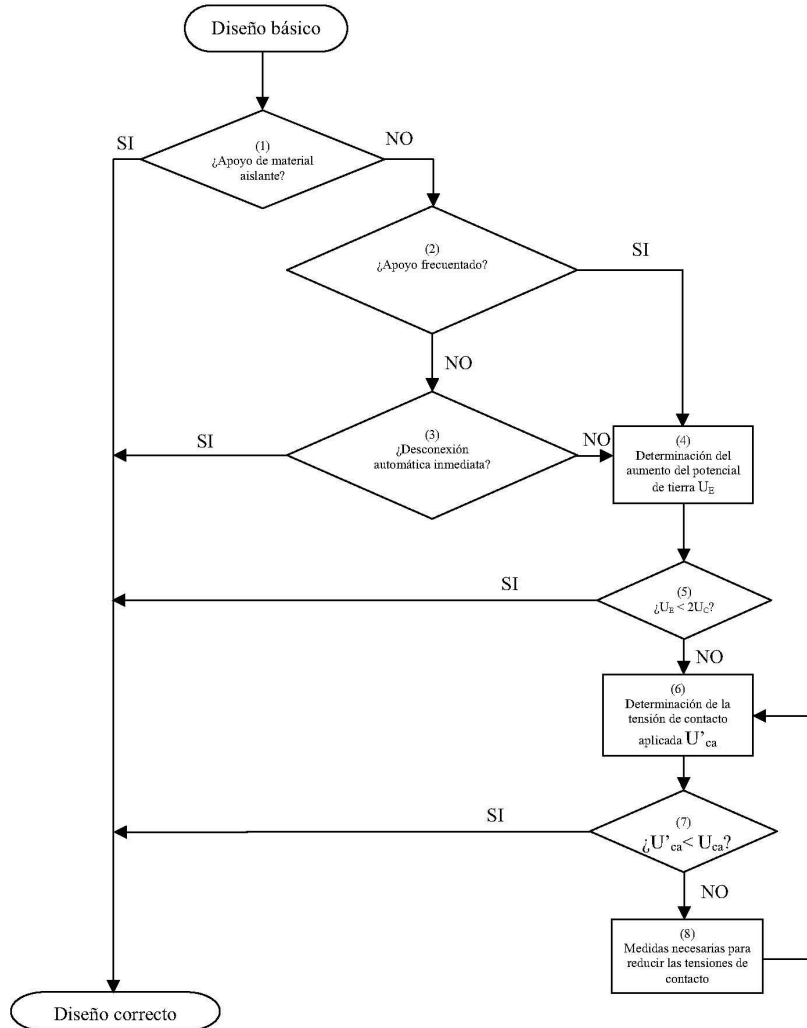 Diseño básico
SI
NO
(1)
¿Apoyo de material
aislante?
(2)
¿Apoyo frecuentado?
SI
NO
SI
(3)
¿Desconexión
automática inmediata?
NO
(4)
Determinación del
aumento del potencial
de tierra U_E
SI
(5)
¿U_E < 2U_C?
NO
(6)
Determinación de la
tensión de contacto
aplicada U'_ca
SI
(7)
¿U'_ca< U_ca?
NO
(8)
Medidas necesarias para
reducir las tensiones de
contacto
Diseño correcto